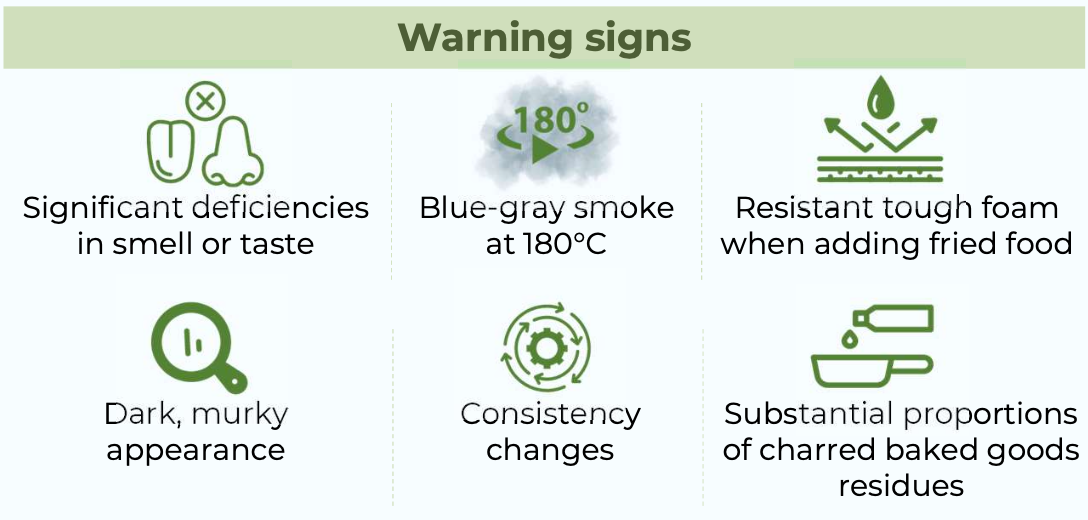 Warning signs
180°
Significant deficiencies
in smell or taste
Blue-gray smoke
at 180°C
Resistant tough foam
when adding fried food
Dark, murky
appearance
Consistency
changes
Substantial proportions
of charred baked goods
residues